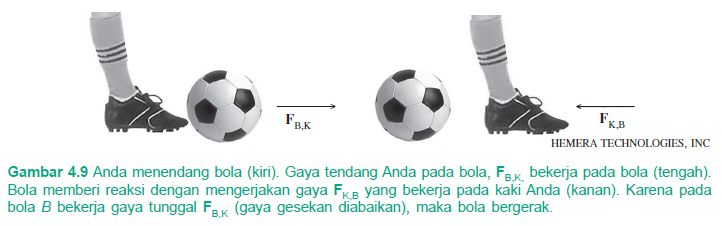 F_B,K
F_K,B
HEMERA TECHNOLOGIES, INC
Gambar 4.9 Anda menendang bola (kiri). Gaya tendang Anda pada bola, F_B,K, bekerja pada bola (tengah).
Bola memberi reaksi dengan mengerjakan gaya F_K,B yang bekerja pada kaki Anda (kanan). Karena pada
bola B bekerja gaya tunggal F_B,K (gaya gesekan diabaikan), maka bola bergerak.